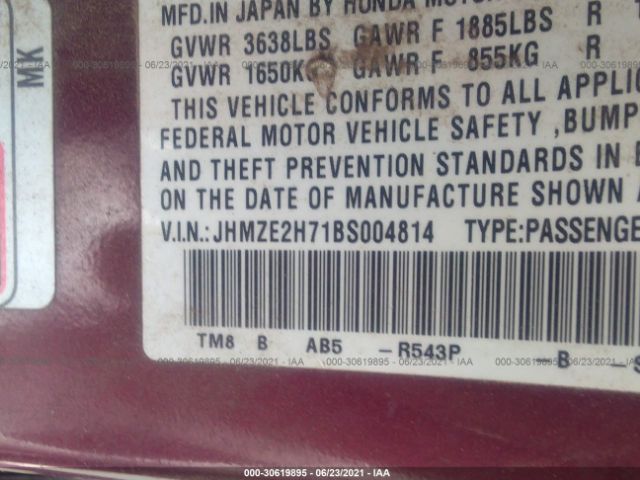 MFD.IN JAPAN BY HONDA MOTOR
GVWR 3638LBS GAWR F 1885LBS R
GVWR 1650KG GAWR F 855KG R
THIS VEHICLE CONFORMS TO ALL APPLIC
FEDERAL MOTOR VEHICLE SAFETY ,BUMP
AND THEFT PREVENTION STANDARDS IN
ON THE DATE OF MANUFACTURE SHOWN A
V.I.N.:JHMZE2H71BS004814 TYPE:PASSENGE
TM8 B AB5 -R543P -B -S
MK
000-30619895 - 06/23/2021 - IAA